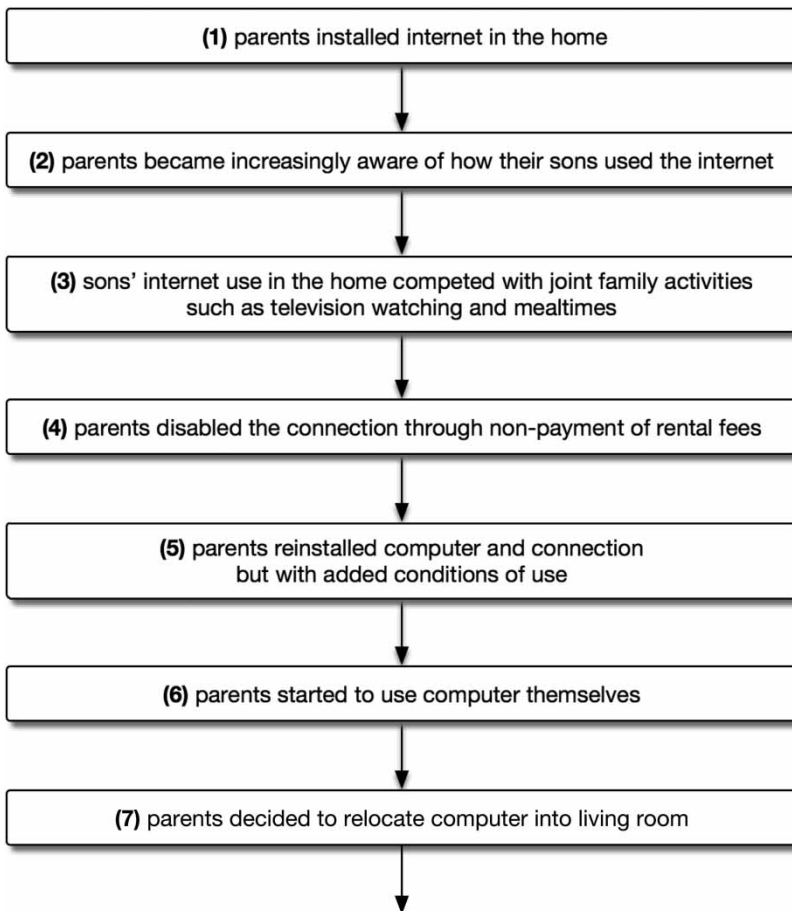 (1) parents installed internet in the home
(2) parents became increasingly aware of how their sons used the internet
(3) sons’ internet use in the home competed with joint family activities
such as television watching and mealtimes
(4) parents disabled the connection through non-payment of rental fees
(5) parents reinstalled computer and connection
but with added conditions of use
(6) parents started to use computer themselves
(7) parents decided to relocate computer into living room